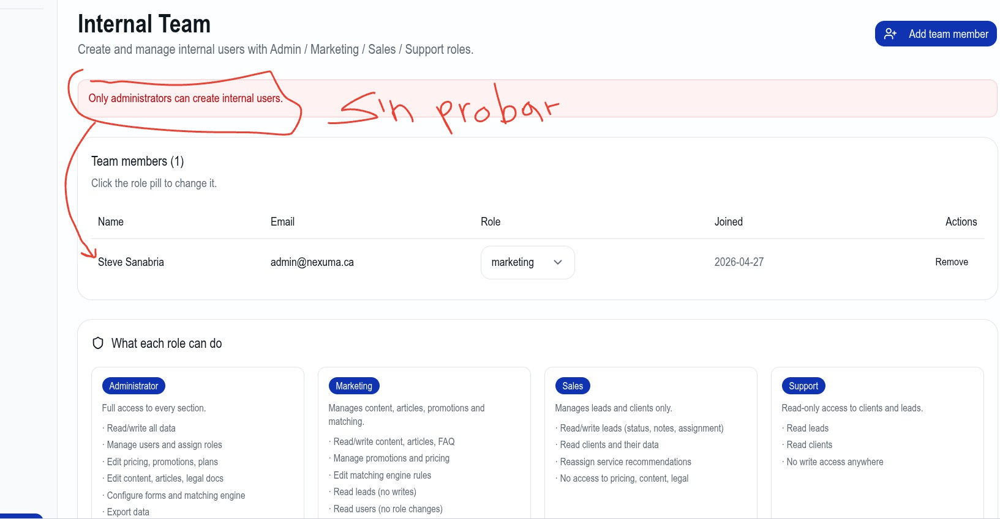 Internal Team
Add team member
Create and manage internal users with Admin / Marketing / Sales / Support roles.
Only administrators can create internal users.
Sin probar
Team members (1)
Click the role pill to change it.
Name Email Role Joined Actions
Steve Sanabria admin@nexuma.ca marketing 2026-04-27 Remove
What each role can do
Administrator
Full access to every section.
· Read/write all data
· Manage users and assign roles
· Edit pricing, promotions, plans
· Edit content, articles, legal docs
· Configure forms and matching engine
· Export data
Marketing
Manages content, articles, promotions and
matching.
· Read/write content, articles, FAQ
· Manage promotions and pricing
· Edit matching engine rules
· Read leads (no writes)
· Read users (no role changes)
Sales
Manages leads and clients only.
· Read/write leads (status, notes, assignment)
· Read clients and their data
· Reassign service recommendations
· No access to pricing, content, legal
Support
Read-only access to clients and leads.
· Read leads
· Read clients
· No write access anywhere